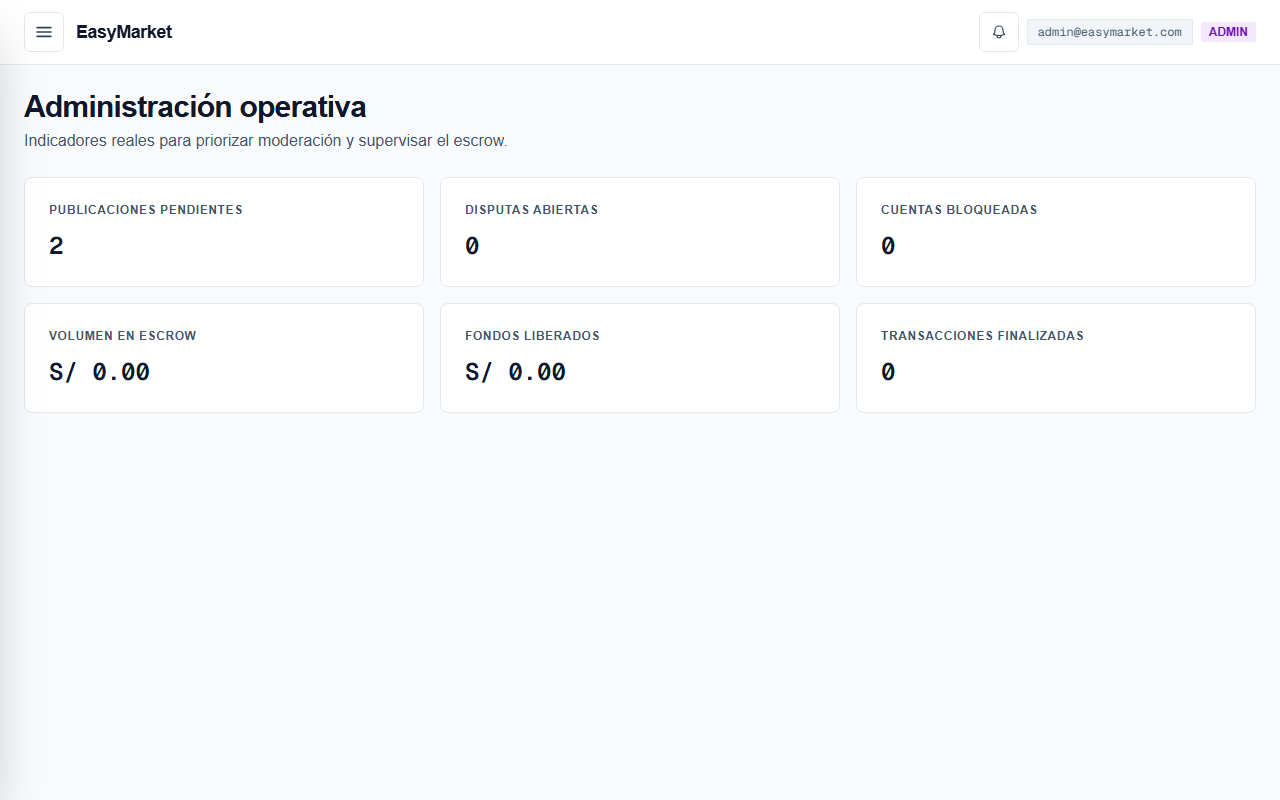 EasyMarket
admin@easymarket.com
ADMIN
Administración operativa
Indicadores reales para priorizar moderación y supervisar el escrow.
PUBLICACIONES PENDIENTES
2
DISPUTAS ABIERTAS
0
CUENTAS BLOQUEADAS
0
VOLUMEN EN ESCROW
S/ 0.00
FONDOS LIBERADOS
S/ 0.00
TRANSACCIONES FINALIZADAS
0